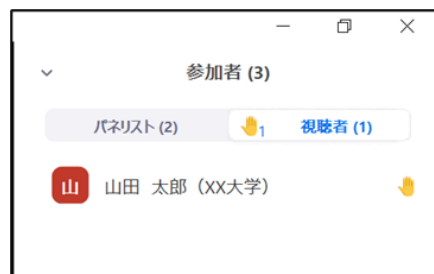 参加者 (3)
パネリスト (2) 1 視聴者 (1)
山 山田 太郎（XX大学）